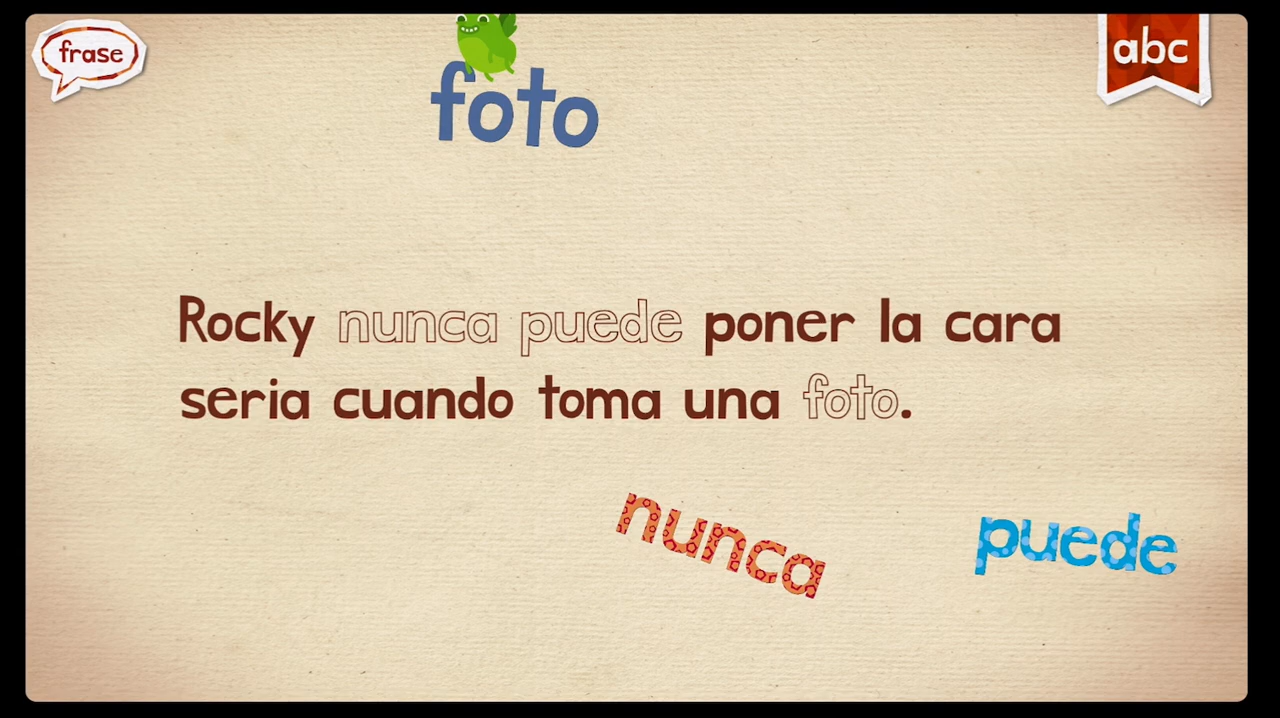 frase
abc
foto
Rocky nunca puede poner la cara
seria cuando toma una foto.
nunca
puede